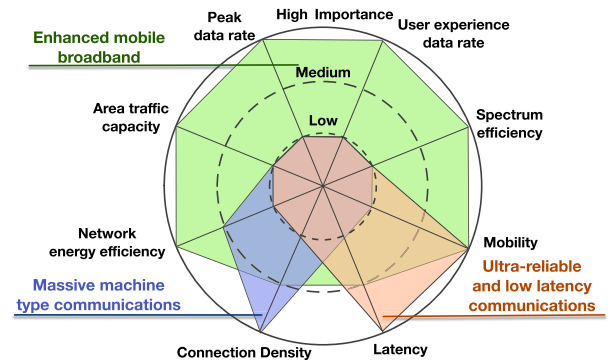 High Importance
Peak
data rate
User experience
data rate
Enhanced mobile
broadband
Medium
Area traffic
capacity
Low
Spectrum
efficiency
Network
energy efficiency
Mobility
Massive machine
type communications
Ultra-reliable
and low latency
communications
Connection Density
Latency